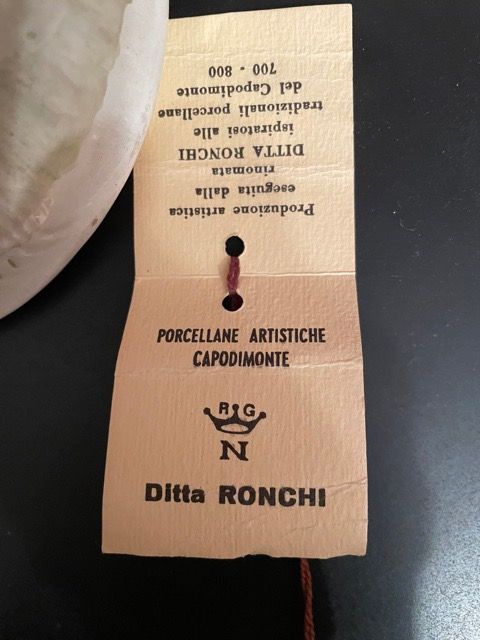 Produzione artistica
eseguita dalla
rinomata
DITTA RONCHI
ispiratosi alle
tradizionali porcellane
del Capodimonte
700 - 800
PORCELLANE ARTISTICHE
CAPODIMONTE
R G
N
Ditta RONCHI